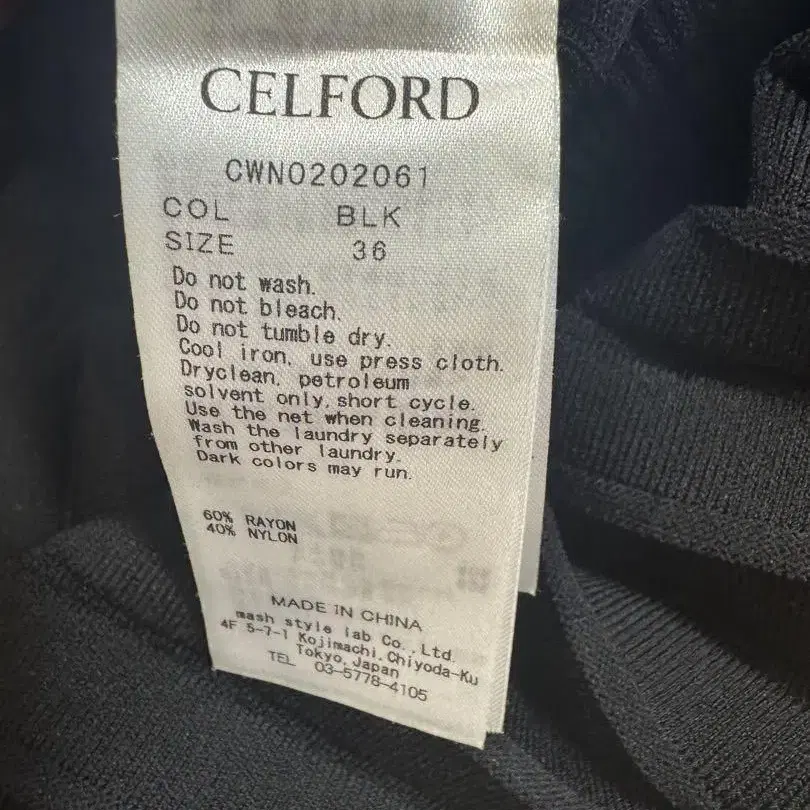 CELFORD
CWNO202061
COL BLK
SIZE 36
Do not wash.
Do not bleach.
Do not tumble dry.
Cool iron, use press cloth.
Dryclean, petroleum
solvent only, short cycle.
Use the net when cleaning.
Wash the laundry separately
from other laundry.
Dark colors may run.
60% RAYON
40% NYLON
MADE IN CHINA
mash style lab Co., Ltd.
4F 5-7-1 Kojimachi, Chiyoda-Ku
Tokyo, Japan
TEL 03-5778-4105